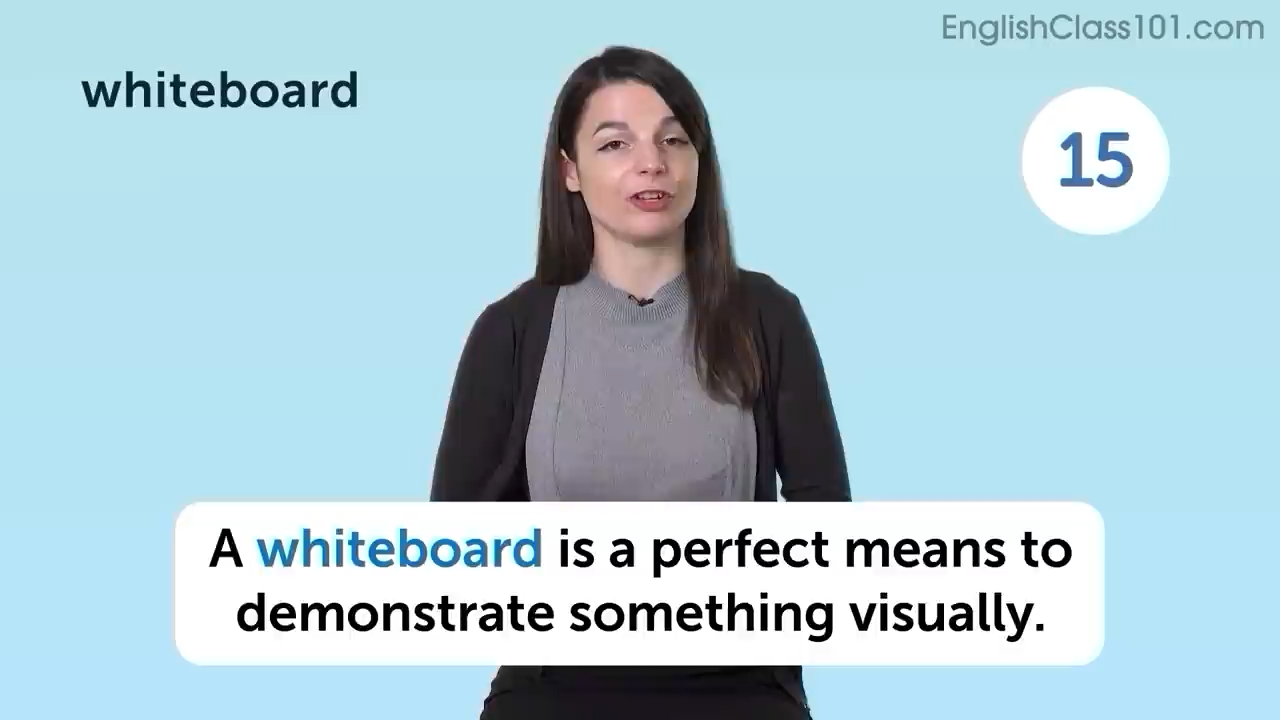 EnglishClass101.com
whiteboard
15
A whiteboard is a perfect means to
demonstrate something visually.